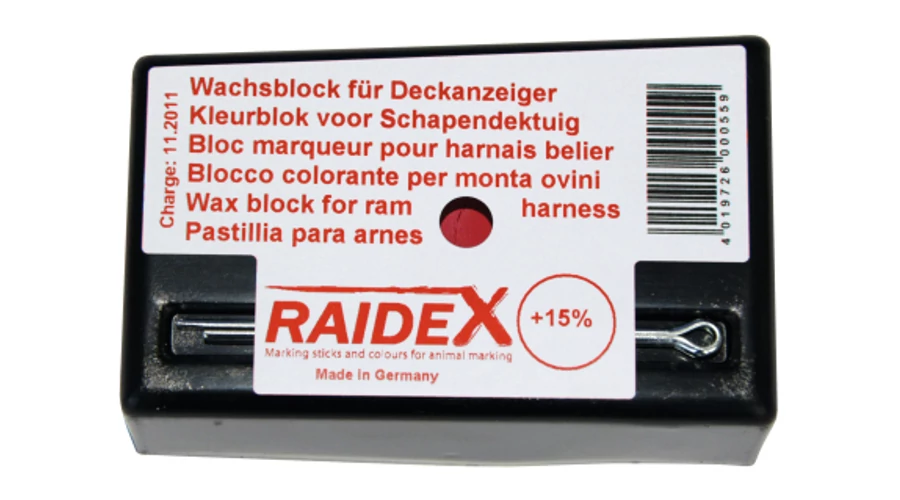 Wachsblock für Deckanzeiger
Kleurblok voor Schapendektuig
Bloc marqueur pour harnais belier
Blocco colorante per monta ovini
Wax block for ram harness
Pastillia para arnes
Charge: 11.2011
4 019726 000559
RAIDEX
+15%
Marking sticks and colours for animal marking
Made in Germany